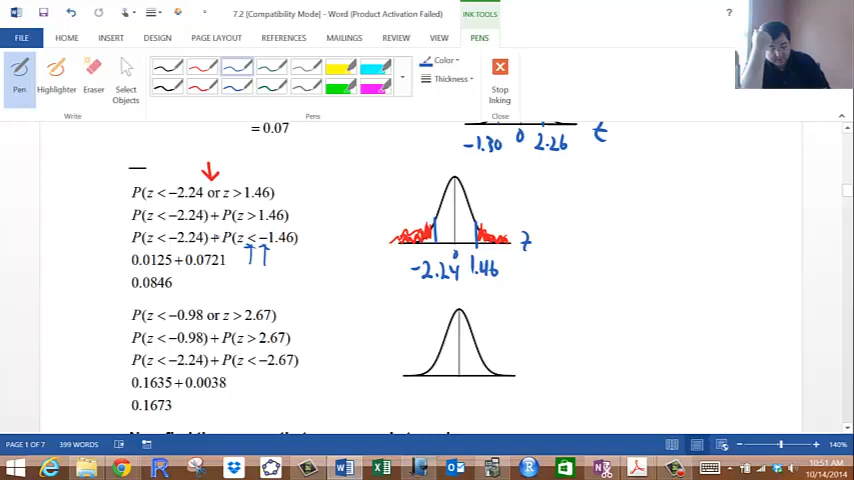 7.2 [Compatibility Mode] - Word (Product Activation Failed)
INK TOOLS
?
FILE HOME INSERT DESIGN PAGE LAYOUT REFERENCES MAILINGS REVIEW VIEW PENS
Pen Highlighter Eraser Select Objects
Color
Thickness
Stop Inking
Write Pens
= 0.07
-1.30 0 2.26
P(z < −2.24 or z > 1.46)
P(z < −2.24) + P(z > 1.46)
P(z < −2.24) + P(z < −1.46)
z
0.0125 + 0.0721
-2.24 0 1.46
0.0846
P(z < −0.98 or z > 2.67)
P(z < −0.98) + P(z > 2.67)
P(z < −2.24) + P(z < −2.67)
0.1635 + 0.0038
0.1673
PAGE 1 OF 7 399 WORDS 140%
10:51 AM
10/14/2014